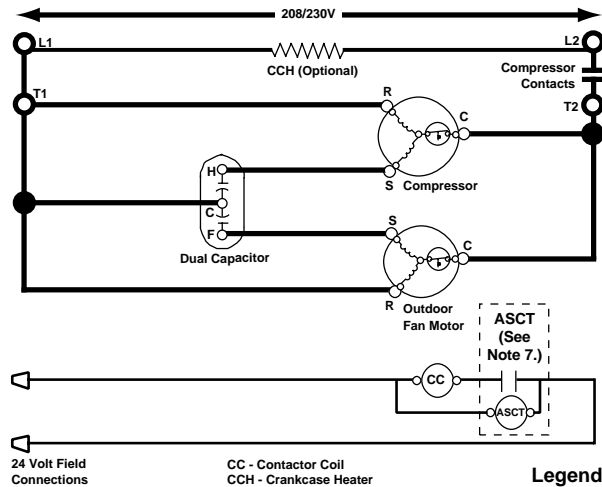 208/230V
L1
L2
CCH (Optional)
Compressor
Contacts
T1
T2
R
C
H
S
Compressor
C
F
S
C
Dual Capacitor
R
Outdoor
Fan Motor
ASCT
(See
Note 7.)
CC
ASCT
24 Volt Field
Connections
CC - Contactor Coil
CCH - Crankcase Heater
Legend